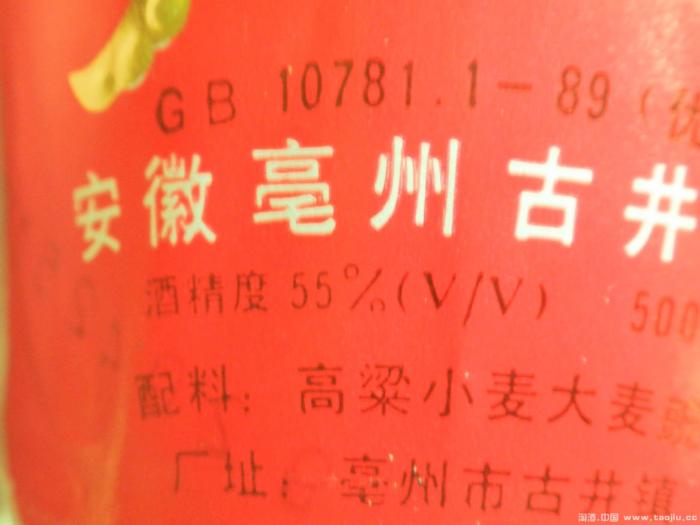 GB 10781.1-89(优
安徽亳州古井
酒精度 55%(V/V) 500
配料: 高粱小麦大麦豌
厂址: 亳州市古井镇
淘酒.中国 www.taojiu.cc